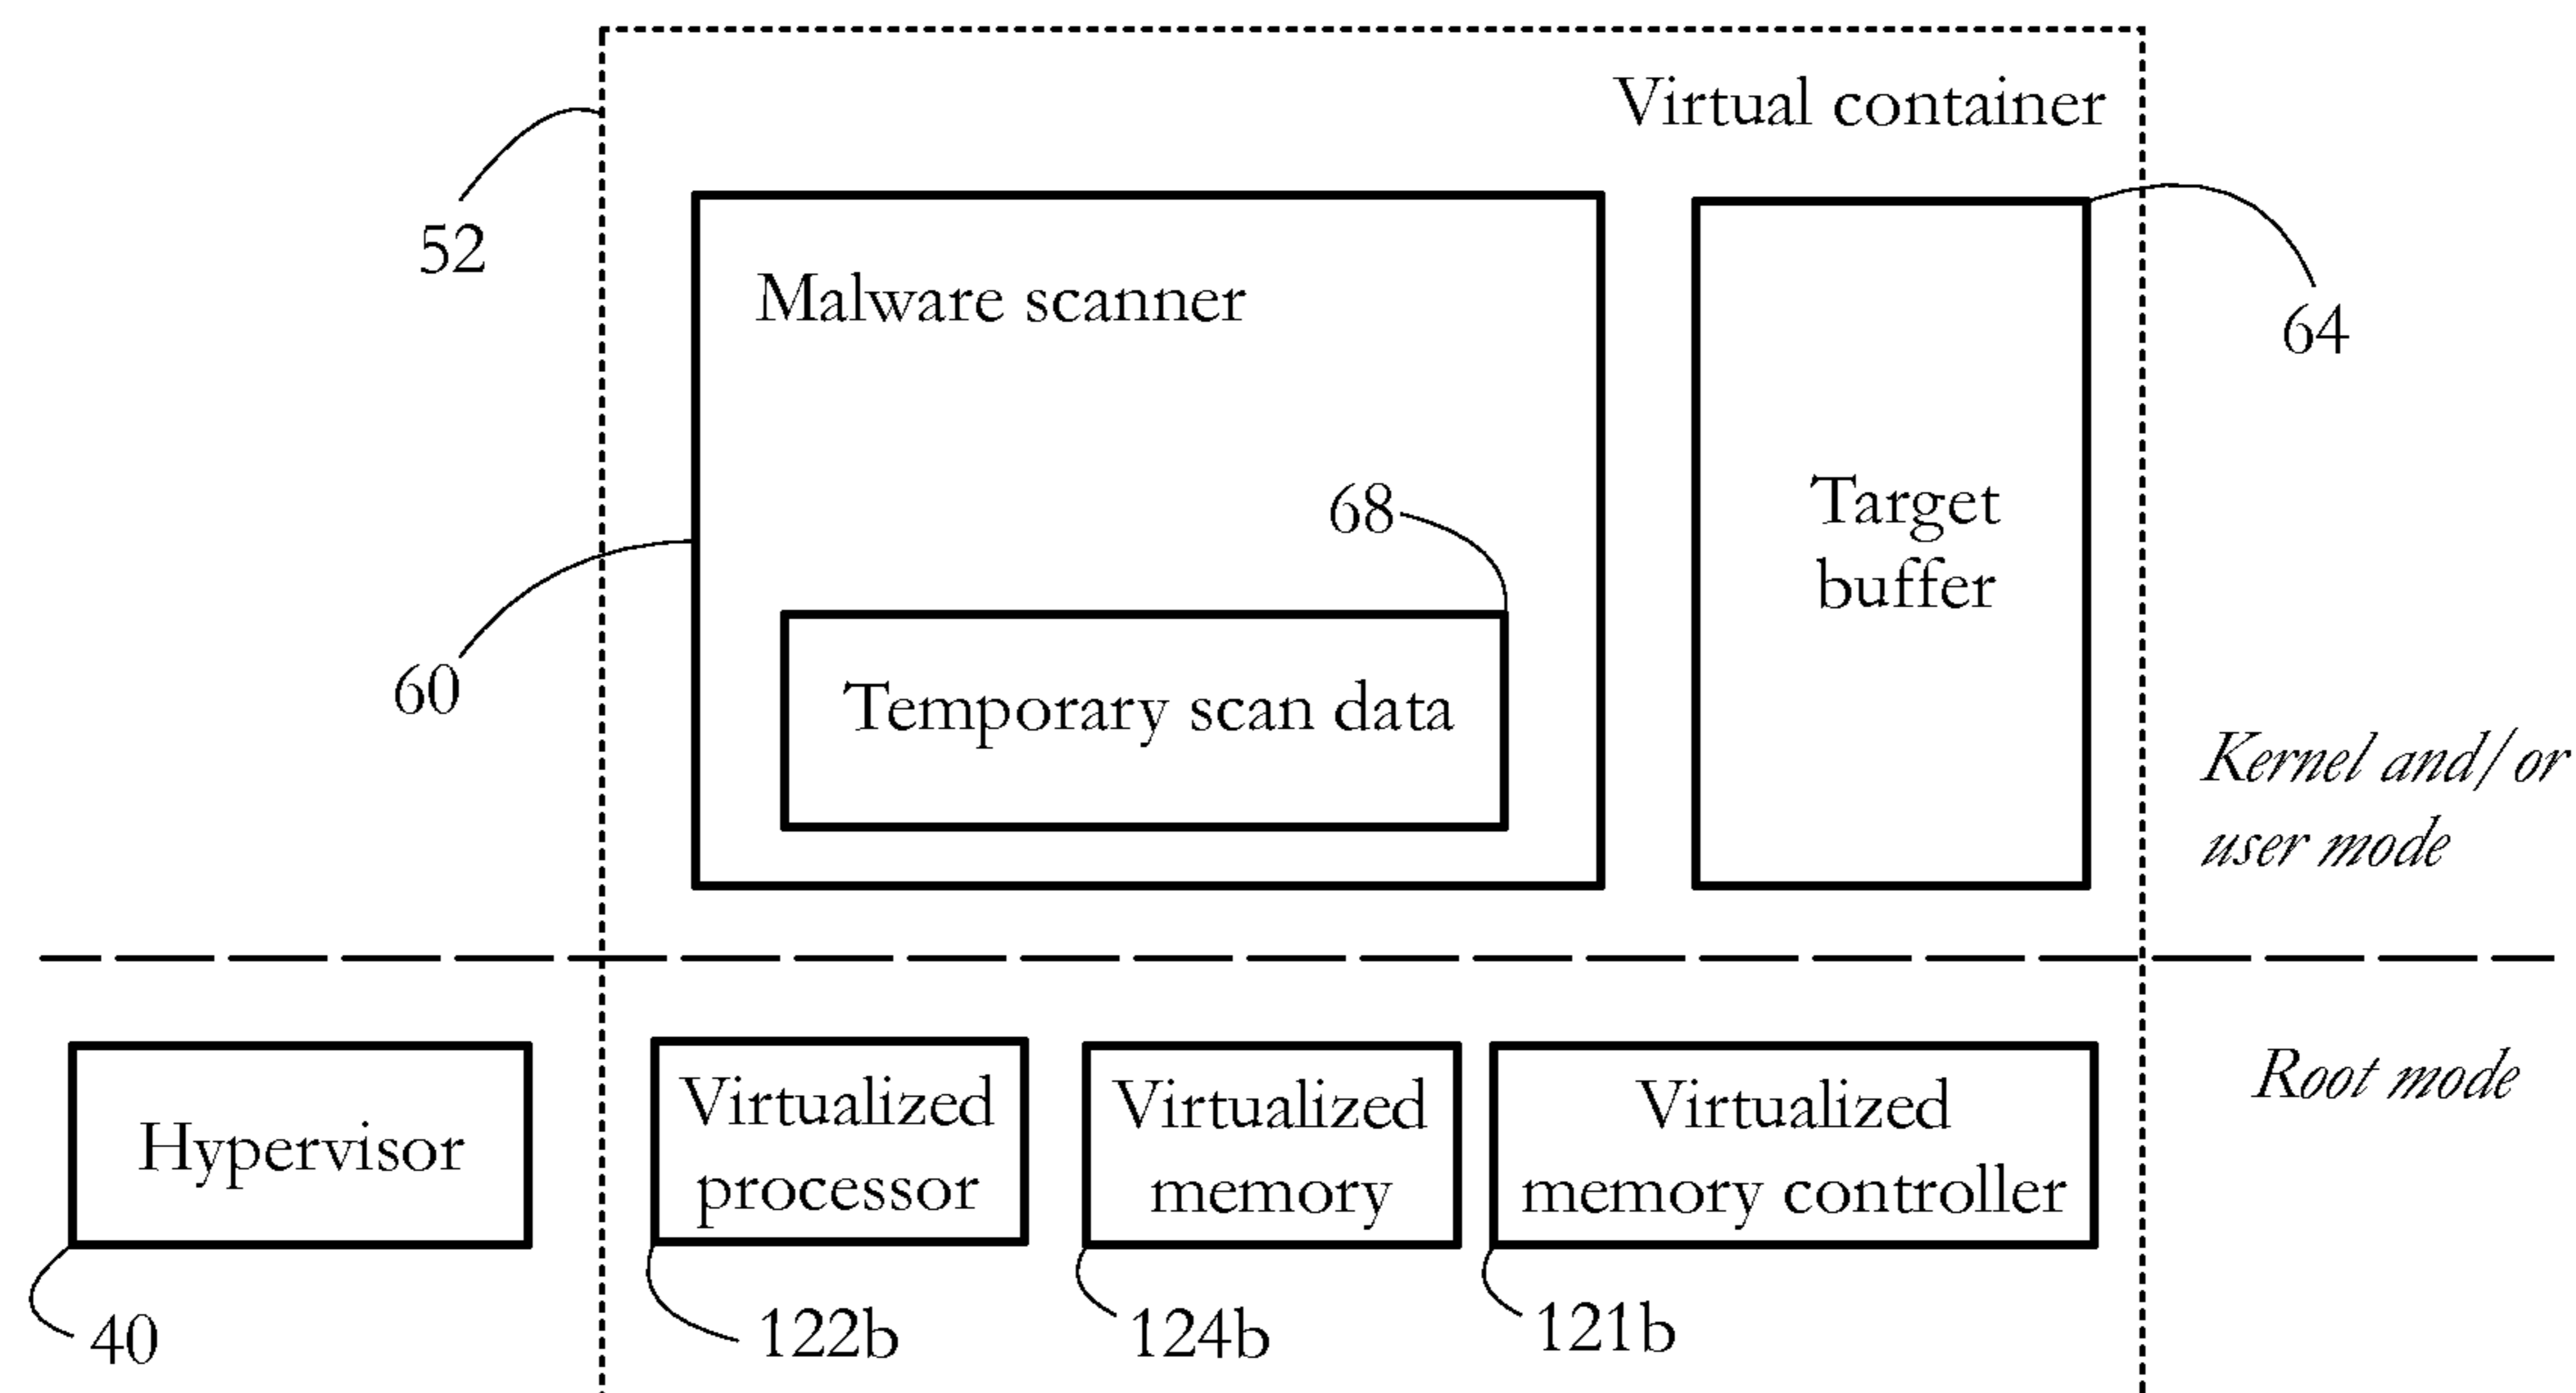 Virtual container
52
Malware scanner
64
68
Target
buffer
60
Temporary scan data
Kernel and/or
user mode
Root mode
Hypervisor
Virtualized
processor
Virtualized
memory
Virtualized
memory controller
40
122b
124b
121b